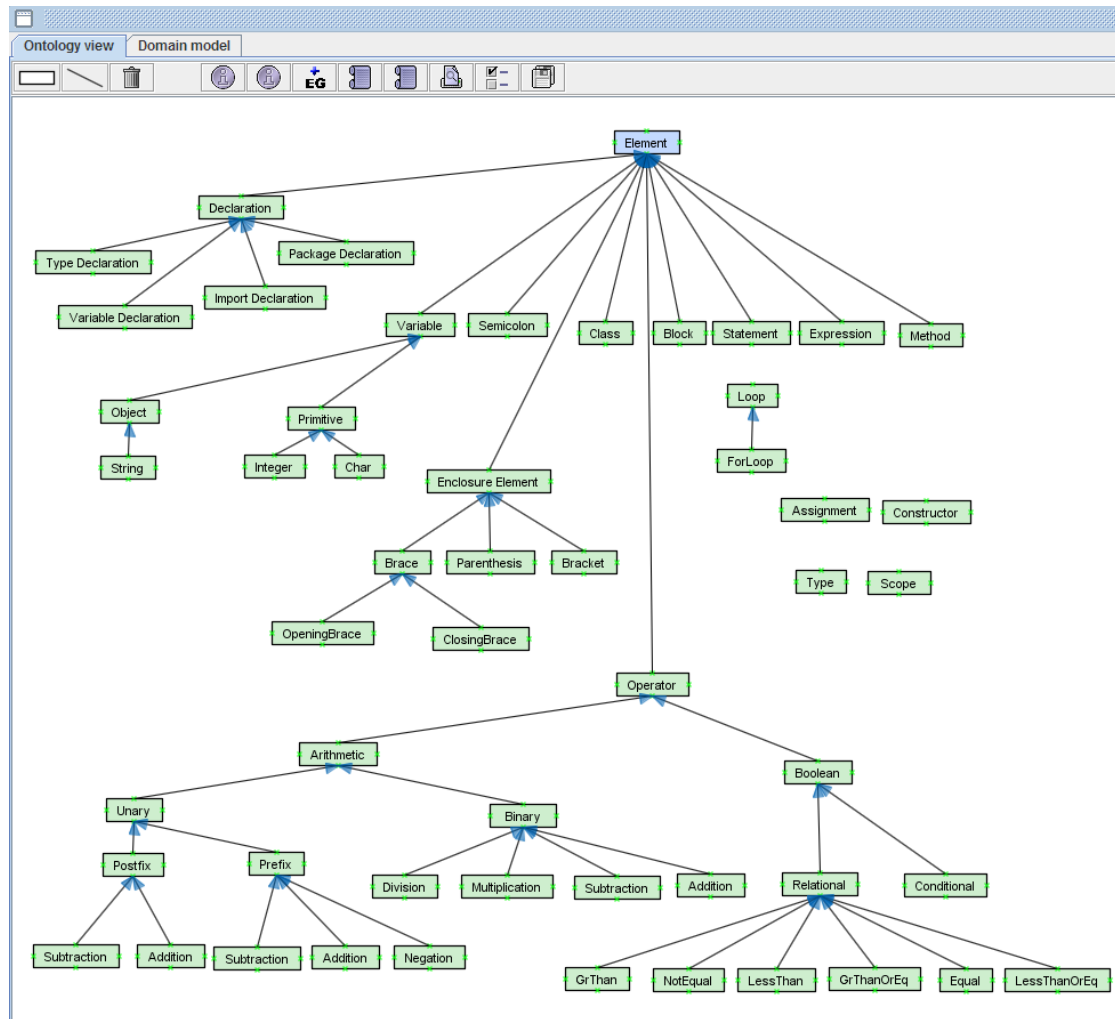 Ontology view
Domain model
EG
Element
Declaration
Type Declaration
Package Declaration
Import Declaration
Variable Declaration
Variable
Semicolon
Class
Block
Statement
Expression
Method
Object
Primitive
Loop
String
Integer
Char
ForLoop
Enclosure Element
Assignment
Constructor
Brace
Parenthesis
Bracket
Type
Scope
OpeningBrace
ClosingBrace
Operator
Arithmetic
Boolean
Unary
Binary
Postfix
Prefix
Division
Multiplication
Subtraction
Addition
Relational
Conditional
Subtraction
Addition
Subtraction
Addition
Negation
GrThan
NotEqual
LessThan
GrThanOrEq
Equal
LessThanOrEq